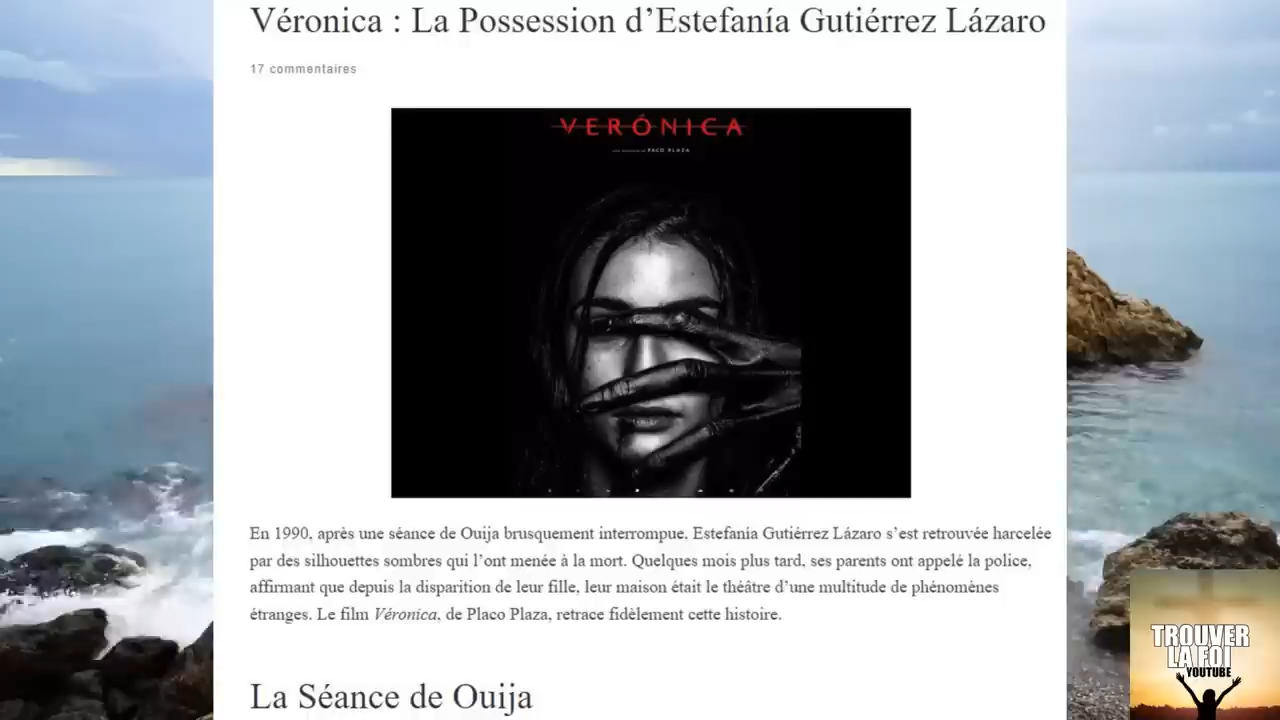 Véronica : La Possession d’Estefanía Gutiérrez Lázaro
17 commentaires
VERÓNICA
PACO PLAZA
En 1990, après une séance de Ouija brusquement interrompue, Estefanía Gutiérrez Lázaro s’est retrouvée harcelée
par des silhouettes sombres qui l’ont menée à la mort. Quelques mois plus tard, ses parents ont appelé la police,
affirmant que depuis la disparition de leur fille, leur maison était le théâtre d’une multitude de phénomènes
étranges. Le film Véronica, de Placo Plaza, retrace fidèlement cette histoire.
La Séance de Ouija
TROUVER
LA FOI
YOUTUBE